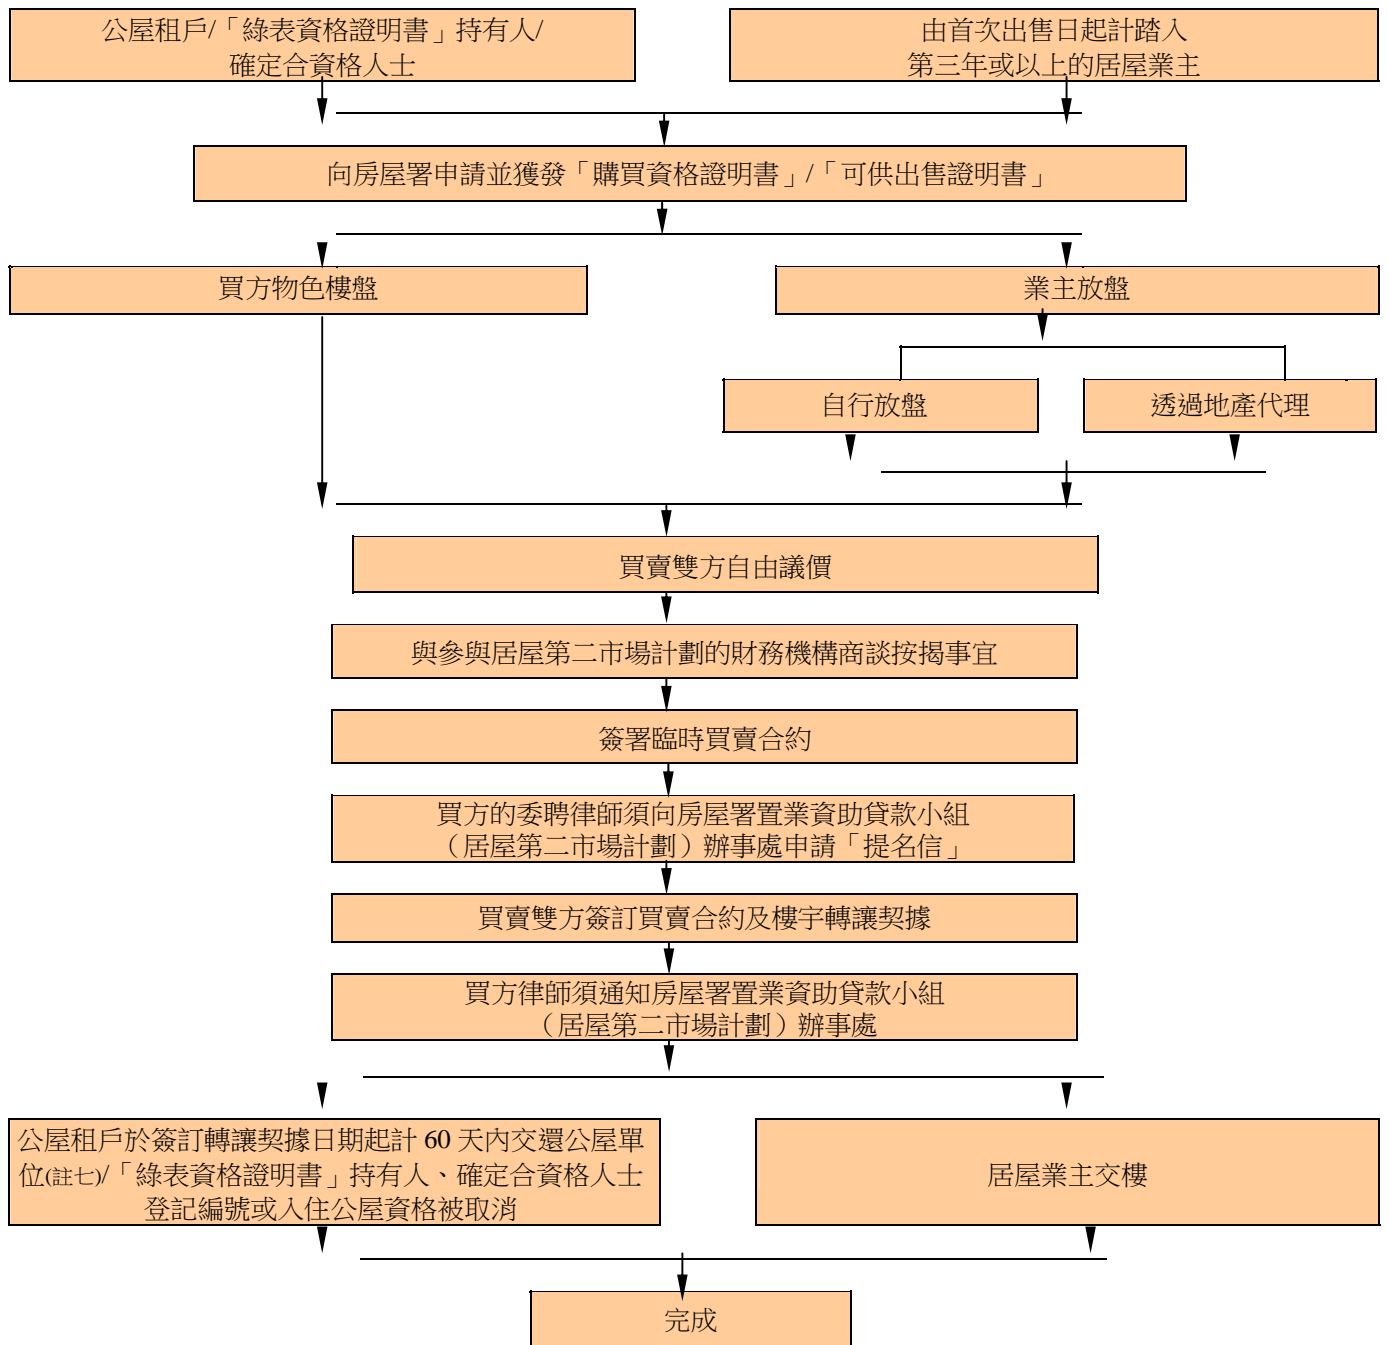 公屋租戶/「綠表資格證明書」持有人/
確定合資格人士
由首次出售日起計踏入
第三年或以上的居屋業主
向房屋署申請並獲發「購買資格證明書」/「可供出售證明書」
買方物色樓盤
業主放盤
自行放盤
透過地產代理
買賣雙方自由議價
與參與居屋第二市場計劃的財務機構商談按揭事宜
簽署臨時買賣合約
買方的委聘律師須向房屋署置業資助貸款小組
（居屋第二市場計劃）辦事處申請「提名信」
買賣雙方簽訂買賣合約及樓宇轉讓契據
買方律師須通知房屋署置業資助貸款小組
（居屋第二市場計劃）辦事處
公屋租戶於簽訂轉讓契據日期起計 60 天內交還公屋單
位(註七)/「綠表資格證明書」持有人、確定合資格人士
登記編號或入住公屋資格被取消
居屋業主交樓
完成